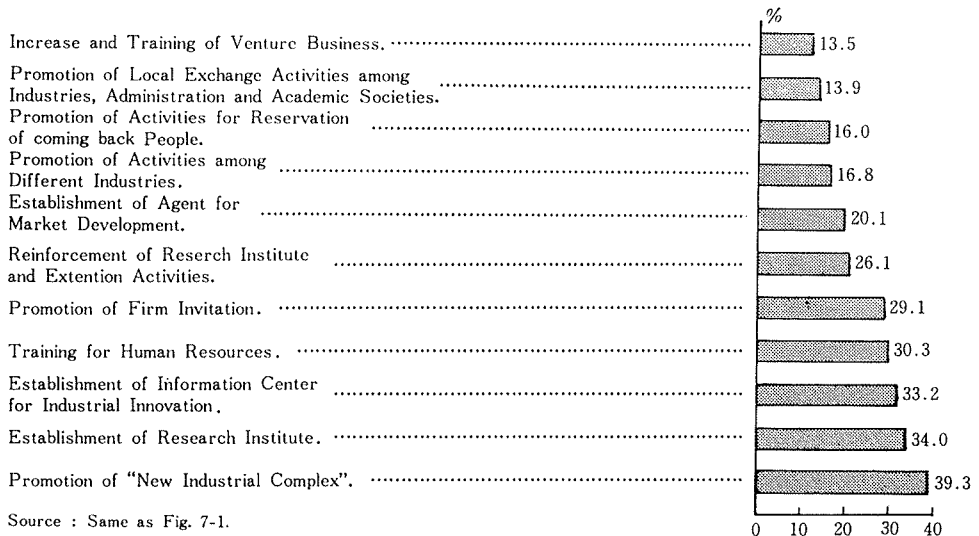 %
Increase and Training of Venture Business. 13.5
Promotion of Local Exchange Activities among
Industries, Administration and Academic Societies. 13.9
Promotion of Activities for Reservation
of coming back People. 16.0
Promotion of Activities among
Different Industries. 16.8
Establishment of Agent for
Market Development. 20.1
Reinforcement of Reserch Institute
and Extention Activities. 26.1
Promotion of Firm Invitation. 29.1
Training for Human Resources. 30.3
Establishment of Information Center
for Industrial Innovation. 33.2
Establishment of Research Institute. 34.0
Promotion of “New Industrial Complex”. 39.3
Source : Same as Fig. 7-1.
0 10 20 30 40